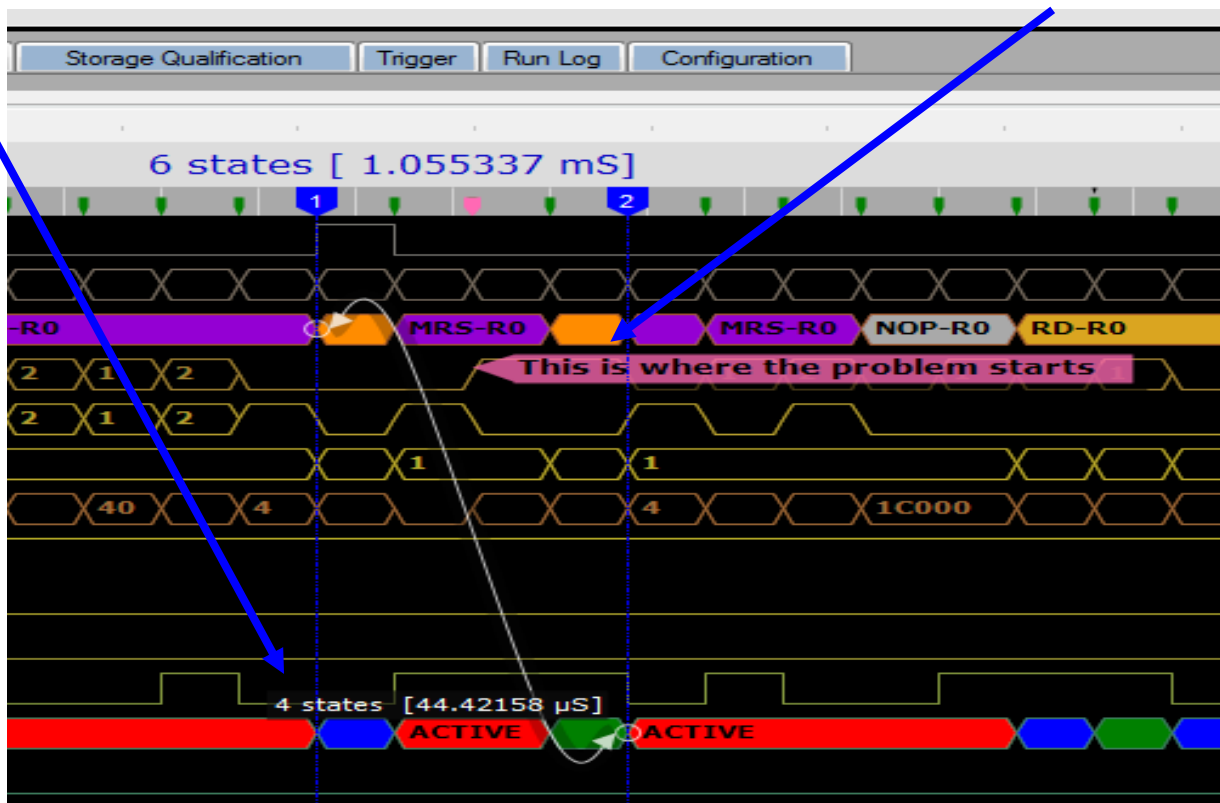 Storage Qualification Trigger Run Log Configuration
6 states [ 1.055337 mS]
1 2
-R0 MRS-R0 MRS-R0 NOP-R0 RD-R0
This is where the problem starts
2 1 2 1
2 1 2
1 1
40 4 4 1C000
4 states [44.42158 µS]
ACTIVE ACTIVE